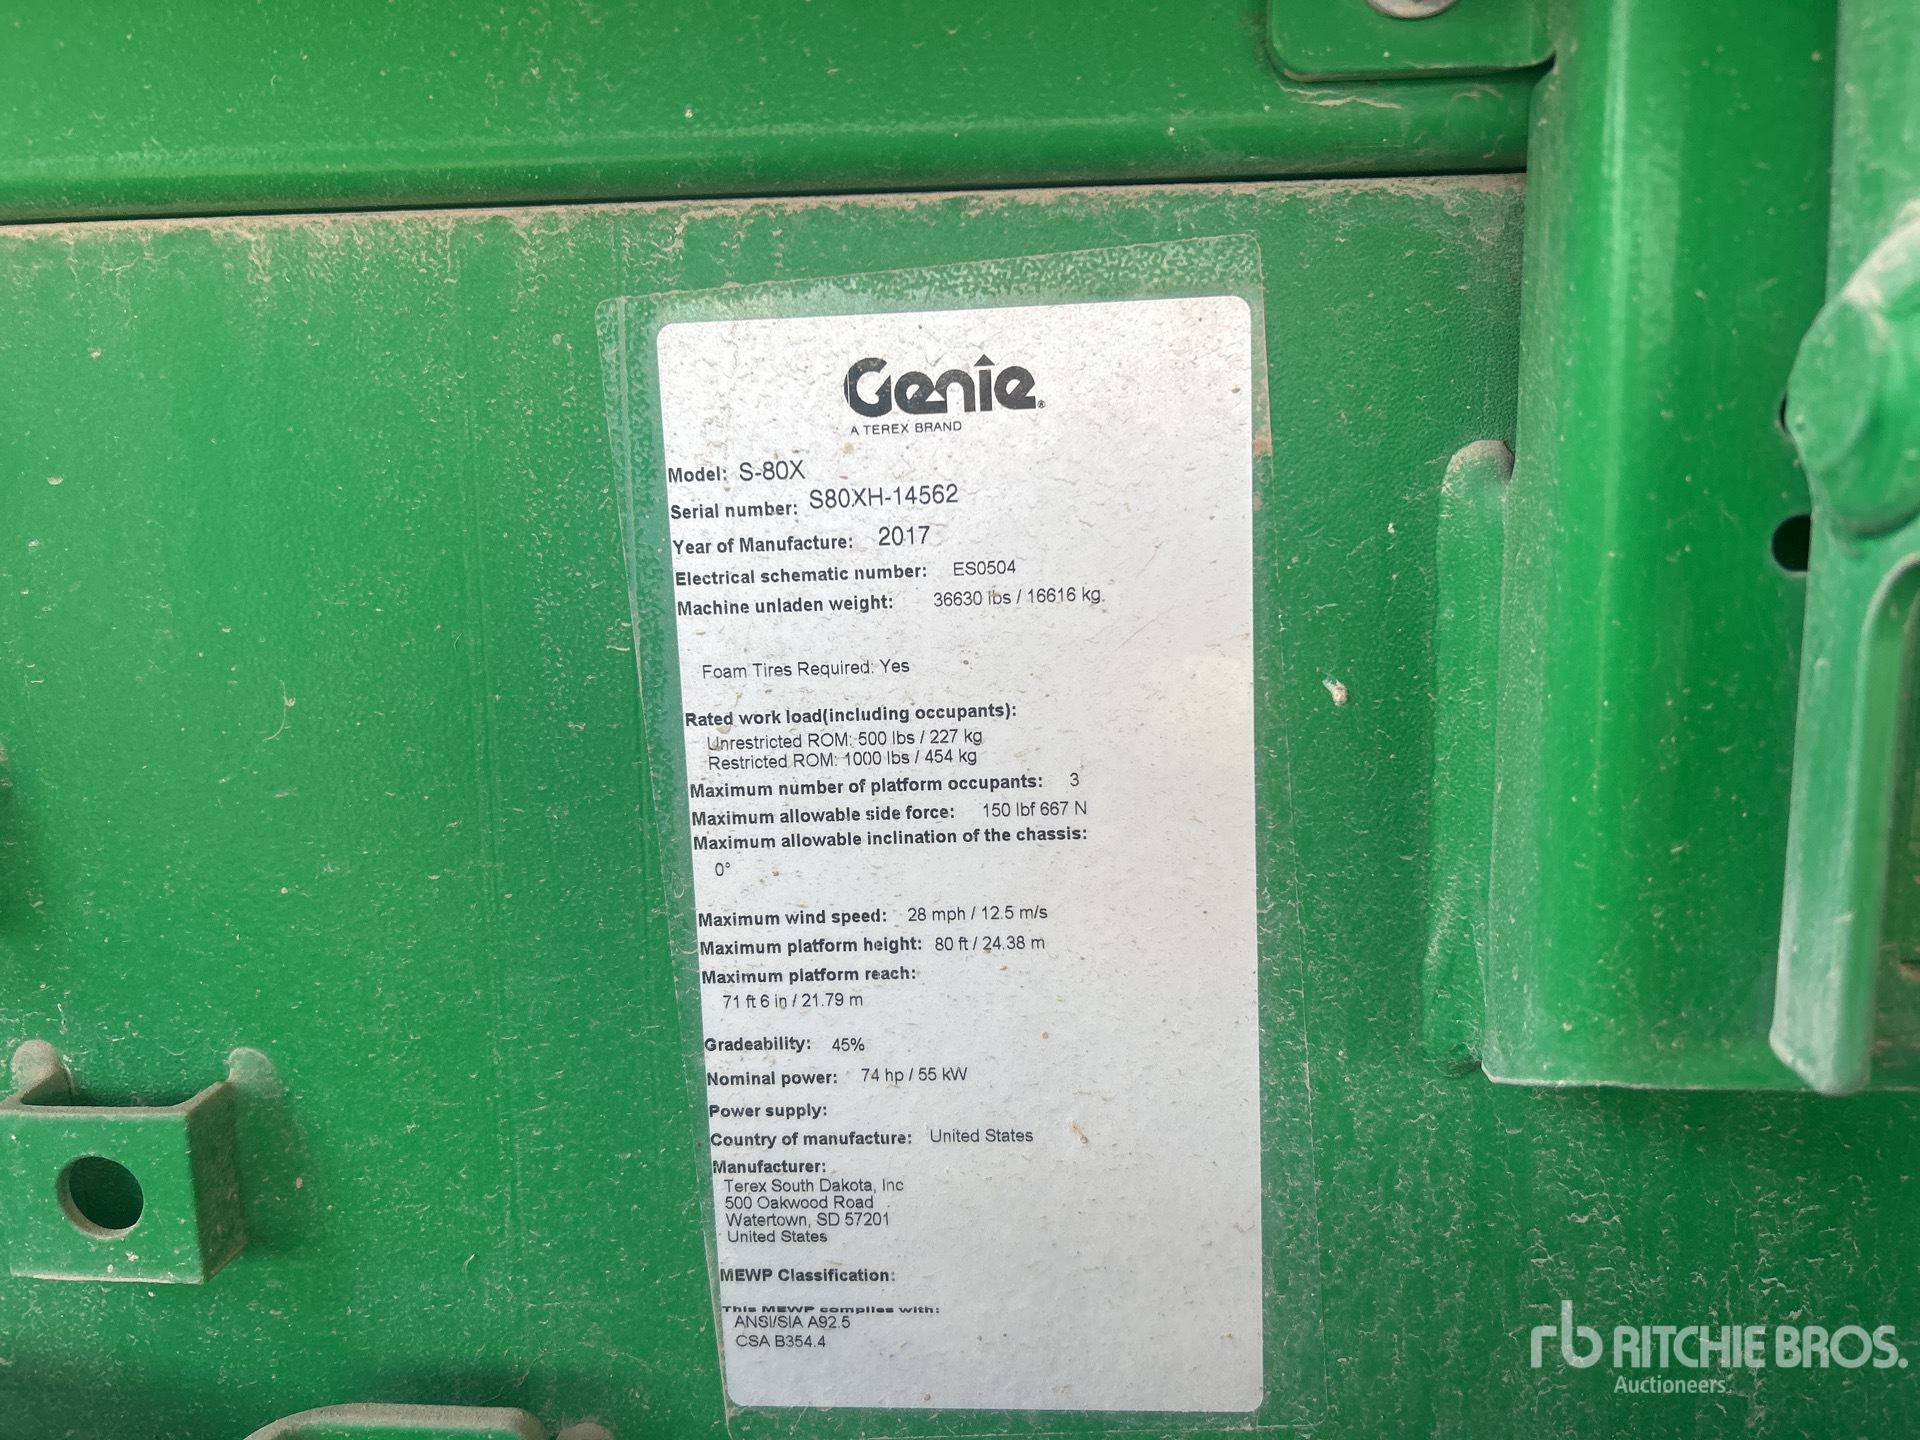 Genie®
A TEREX BRAND
Model: S-80X
Serial number: S80XH-14562
Year of Manufacture: 2017
Electrical schematic number: ES0504
Machine unladen weight: 36630 lbs / 16616 kg.
Foam Tires Required: Yes
Rated work load(including occupants):
Unrestricted ROM: 500 lbs / 227 kg
Restricted ROM: 1000 lbs / 454 kg
Maximum number of platform occupants: 3
Maximum allowable side force: 150 lbf 667 N
Maximum allowable inclination of the chassis:
0°
Maximum wind speed: 28 mph / 12.5 m/s
Maximum platform height: 80 ft / 24.38 m
Maximum platform reach:
71 ft 6 in / 21.79 m
Gradeability: 45%
Nominal power: 74 hp / 55 kW
Power supply:
Country of manufacture: United States
Manufacturer:
Terex South Dakota, Inc
500 Oakwood Road
Watertown, SD 57201
United States
MEWP Classification:
This MEWP complies with:
ANSI/SIA A92.5
CSA B354.4
rb RITCHIE BROS.
Auctioneers